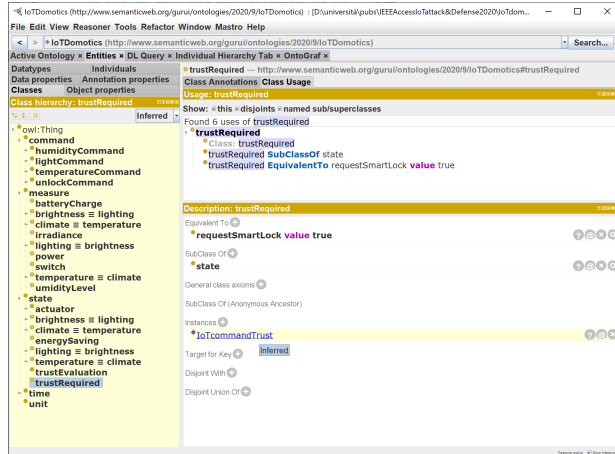 IoTDomotics (http://www.semanticweb.org/gurui/ontologies/2020/9/IoTDomotics) : [D:\università\pubs\IEEEAccessIoTattack&Defense2020\IoTdom...
File Edit View Reasoner Tools Refactor Window Mastro Help
< > IoTDomotics (http://www.semanticweb.org/gurui/ontologies/2020/9/IoTDomotics) Search...
Active Ontology × Entities × DL Query × Individual Hierarchy Tab × OntoGraf ×
Datatypes Individuals
Data properties Annotation properties
Classes Object properties
Class hierarchy: trustRequired
Inferred
owl:Thing
command
humidityCommand
lightCommand
temperatureCommand
unlockCommand
measure
batteryCharge
brightness ≡ lighting
climate ≡ temperature
irradiance
lighting ≡ brightness
power
switch
temperature ≡ climate
umidityLevel
state
actuator
brightness ≡ lighting
climate ≡ temperature
energySaving
lighting ≡ brightness
temperature ≡ climate
trustEvaluation
trustRequired
time
unit
trustRequired — http://www.semanticweb.org/gurui/ontologies/2020/9/IoTDomotics#trustRequired
Class Annotations Class Usage
Usage: trustRequired
Show: this disjoints named sub/superclasses
Found 6 uses of trustRequired
trustRequired
Class: trustRequired
trustRequired SubClassOf state
trustRequired EquivalentTo requestSmartLock value true
Description: trustRequired
Equivalent To
requestSmartLock value true
SubClass Of
state
General class axioms
SubClass Of (Anonymous Ancestor)
Instances
IoTcommandTrust
Target for Key Inferred
Disjoint With
Disjoint Union Of